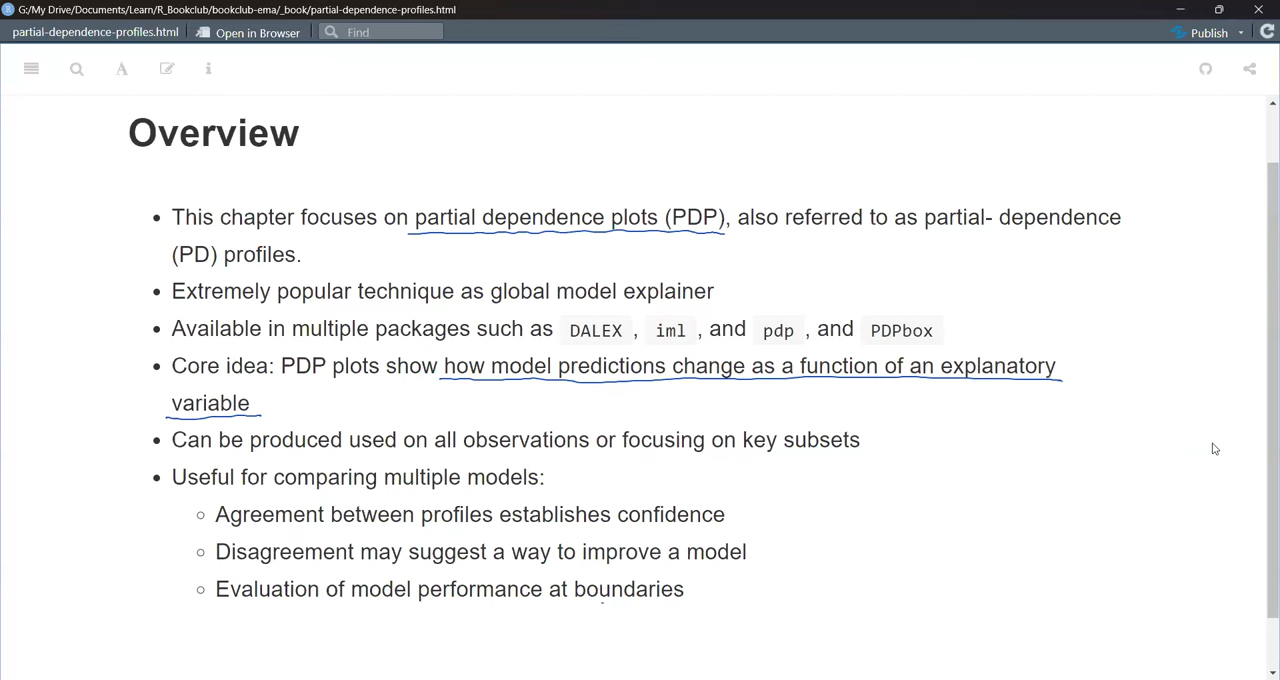 G:/My Drive/Documents/Learn/R_Bookclub/bookclub-ema/_book/partial-dependence-profiles.html
partial-dependence-profiles.html Open in Browser Find Publish
Overview
• This chapter focuses on partial dependence plots (PDP), also referred to as partial- dependence
(PD) profiles.
• Extremely popular technique as global model explainer
• Available in multiple packages such as DALEX , iml , and pdp , and PDPbox
• Core idea: PDP plots show how model predictions change as a function of an explanatory
variable
• Can be produced used on all observations or focusing on key subsets
• Useful for comparing multiple models:
○ Agreement between profiles establishes confidence
○ Disagreement may suggest a way to improve a model
○ Evaluation of model performance at boundaries